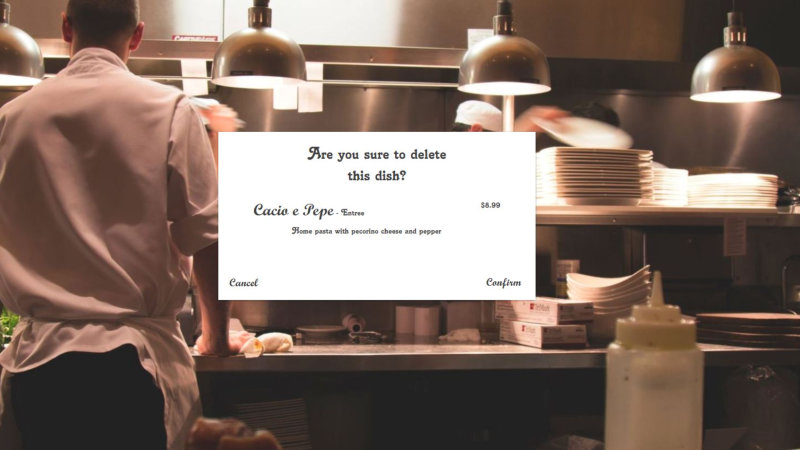 Are you sure to delete
this dish?
Cacio e Pepe - Entree
$8.99
Home pasta with pecorino cheese and pepper
Cancel
Confirm